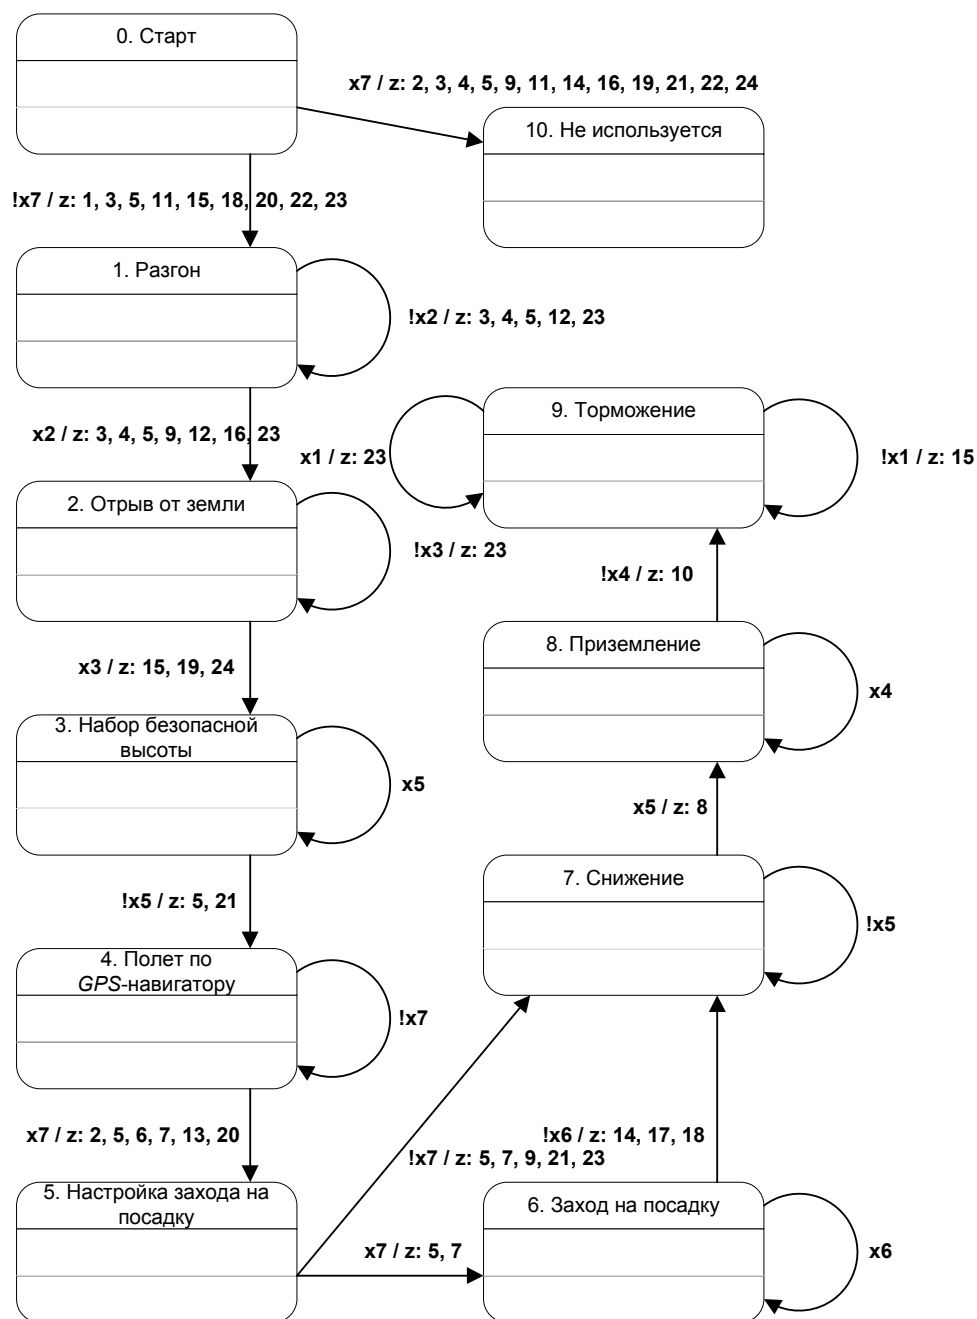 0. Старт
x7 / z: 2, 3, 4, 5, 9, 11, 14, 16, 19, 21, 22, 24
10. Не используется
!x7 / z: 1, 3, 5, 11, 15, 18, 20, 22, 23
1. Разгон
!x2 / z: 3, 4, 5, 12, 23
9. Торможение
x2 / z: 3, 4, 5, 9, 12, 16, 23
x1 / z: 23
!x1 / z: 15
2. Отрыв от земли
!x3 / z: 23
!x4 / z: 10
8. Приземление
x3 / z: 15, 19, 24
x4
3. Набор безопасной
высоты
x5
x5 / z: 8
7. Снижение
!x5 / z: 5, 21
!x5
4. Полет по
GPS-навигатору
!x7
x7 / z: 2, 5, 6, 7, 13, 20
!x6 / z: 14, 17, 18
!x7 / z: 5, 7, 9, 21, 23
5. Настройка захода на
посадку
6. Заход на посадку
x7 / z: 5, 7
x6